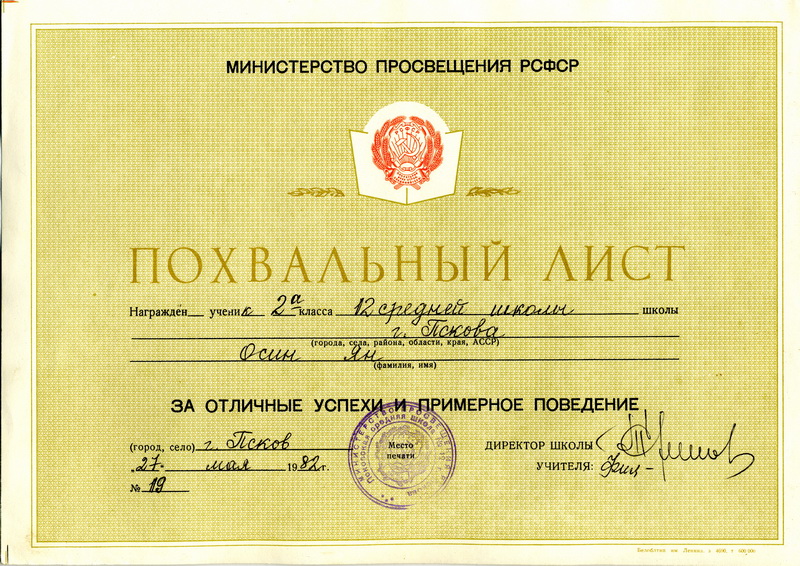 МИНИСТЕРСТВО ПРОСВЕЩЕНИЯ РСФСР
ПОХВАЛЬНЫЙ ЛИСТ
Награжден ученик 2а класса 12 средней школы школы
г. Пскова
(города, села, района, области, края, АССР)
Осин Ян
(фамилия, имя)
ЗА ОТЛИЧНЫЕ УСПЕХИ И ПРИМЕРНОЕ ПОВЕДЕНИЕ
(город, село) г. Псков
27 мая 1982 г.
№ 19
Место
печати
ДИРЕКТОР ШКОЛЫ
УЧИТЕЛЯ: